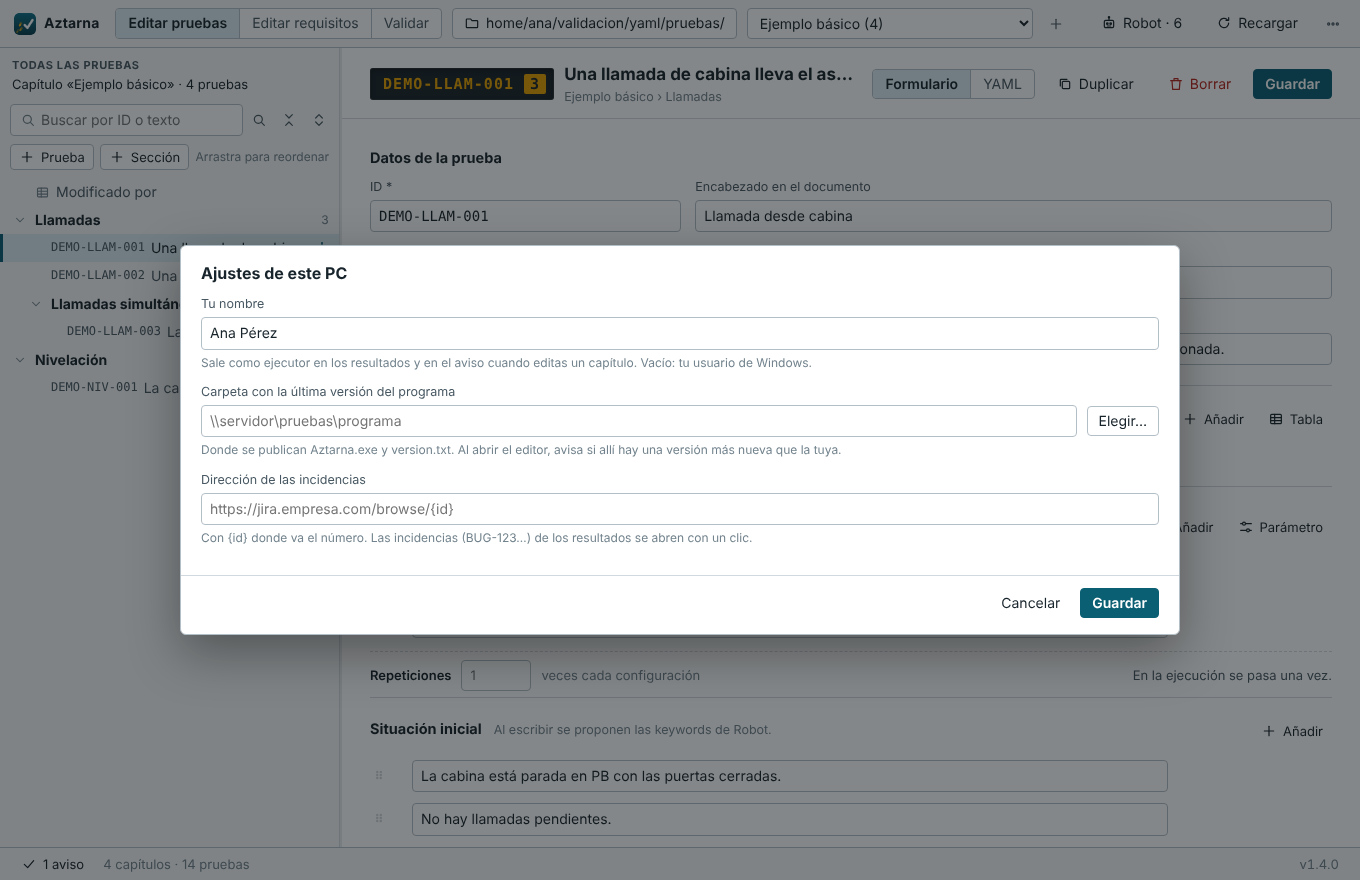 Aztarna
Editar pruebas
Editar requisitos
Validar
home/ana/validacion/yaml/pruebas/
Ejemplo básico (4)
Robot · 6
Recargar
TODAS LAS PRUEBAS
Capítulo «Ejemplo básico» · 4 pruebas
Buscar por ID o texto
Prueba
Sección
Arrastra para reordenar
Modificado por
Llamadas 3
DEMO-LLAM-001 Una
DEMO-LLAM-002 Una
Llamadas simultán
DEMO-LLAM-003 La
Nivelación
DEMO-NIV-001 La ca
DEMO-LLAM-001 3
Una llamada de cabina lleva el as...
Ejemplo básico › Llamadas
Formulario
YAML
Duplicar
Borrar
Guardar
Datos de la prueba
ID *
Encabezado en el documento
DEMO-LLAM-001
Llamada desde cabina
onada.
Añadir
Tabla
ñadir
Parámetro
Ajustes de este PC
Tu nombre
Ana Pérez
Sale como ejecutor en los resultados y en el aviso cuando editas un capítulo. Vacío: tu usuario de Windows.
Carpeta con la última versión del programa
\\servidor\pruebas\programa
Elegir...
Donde se publican Aztarna.exe y version.txt. Al abrir el editor, avisa si allí hay una versión más nueva que la tuya.
Dirección de las incidencias
https://jira.empresa.com/browse/{id}
Con {id} donde va el número. Las incidencias (BUG-123...) de los resultados se abren con un clic.
Cancelar
Guardar
Repeticiones
1
veces cada configuración
En la ejecución se pasa una vez.
Situación inicial
Al escribir se proponen las keywords de Robot.
Añadir
La cabina está parada en PB con las puertas cerradas.
No hay llamadas pendientes.
1 aviso
4 capítulos · 14 pruebas
v1.4.0